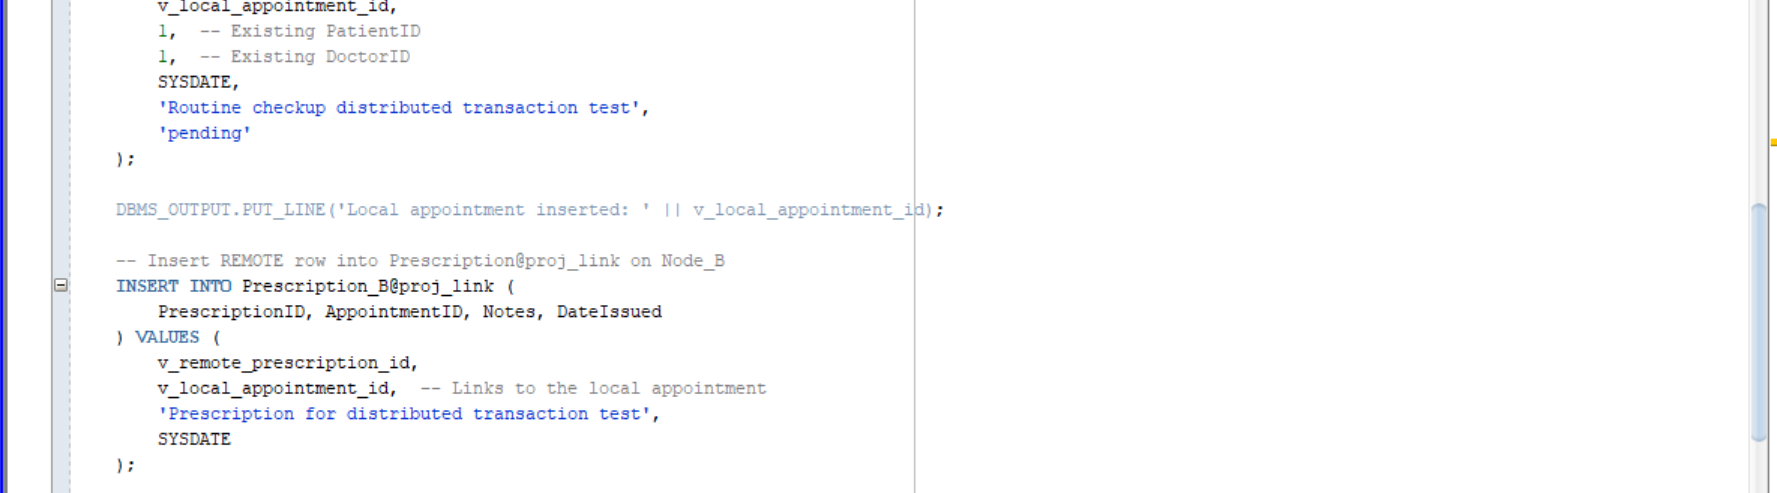 v_local_appointment_id,
1,  -- Existing PatientID
1,  -- Existing DoctorID
SYSDATE,
'Routine checkup distributed transaction test',
'pending'
);
DBMS_OUTPUT.PUT_LINE('Local appointment inserted: ' || v_local_appointment_id);
-- Insert REMOTE row into Prescription@proj_link on Node_B
INSERT INTO Prescription_B@proj_link (
PrescriptionID, AppointmentID, Notes, DateIssued
) VALUES (
v_remote_prescription_id,
v_local_appointment_id,  -- Links to the local appointment
'Prescription for distributed transaction test',
SYSDATE
);